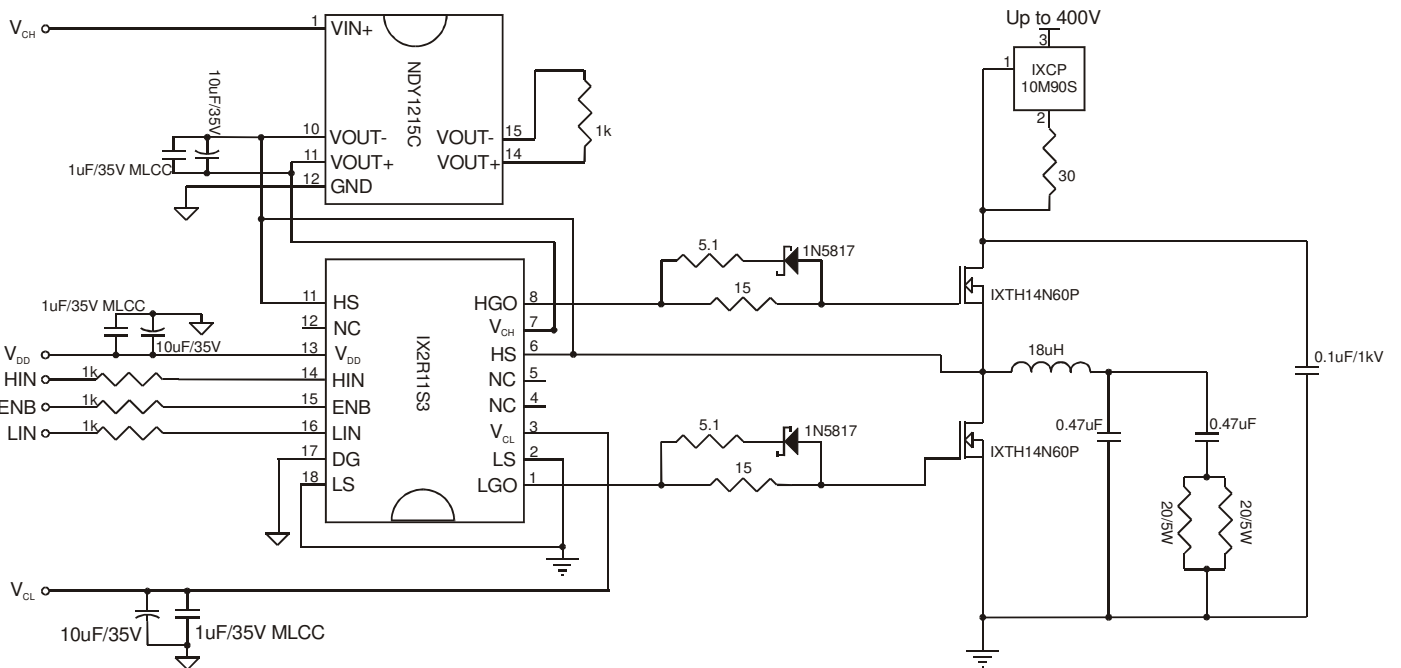 V_CH
1
VIN+
NDY1215C
10uF/35V
1uF/35V MLCC
10
VOUT-
11
VOUT+
12
GND
VOUT-
15
VOUT+
14
1k
Up to 400V
3
1
IXCP
10M90S
2
30
1uF/35V MLCC
10uF/35V
V_DD
HIN
1k
ENB
1k
LIN
1k
11
HS
12
NC
13
V_DD
14
HIN
15
ENB
16
LIN
17
DG
18
LS
IX2R11S3
HGO
8
V_CH
7
HS
6
NC
5
NC
4
V_CL
3
LS
2
LGO
1
5.1
1N5817
15
IXTH14N60P
5.1
1N5817
15
IXTH14N60P
18uH
0.47uF
0.47uF
20/5W
20/5W
0.1uF/1kV
V_CL
10uF/35V
1uF/35V MLCC